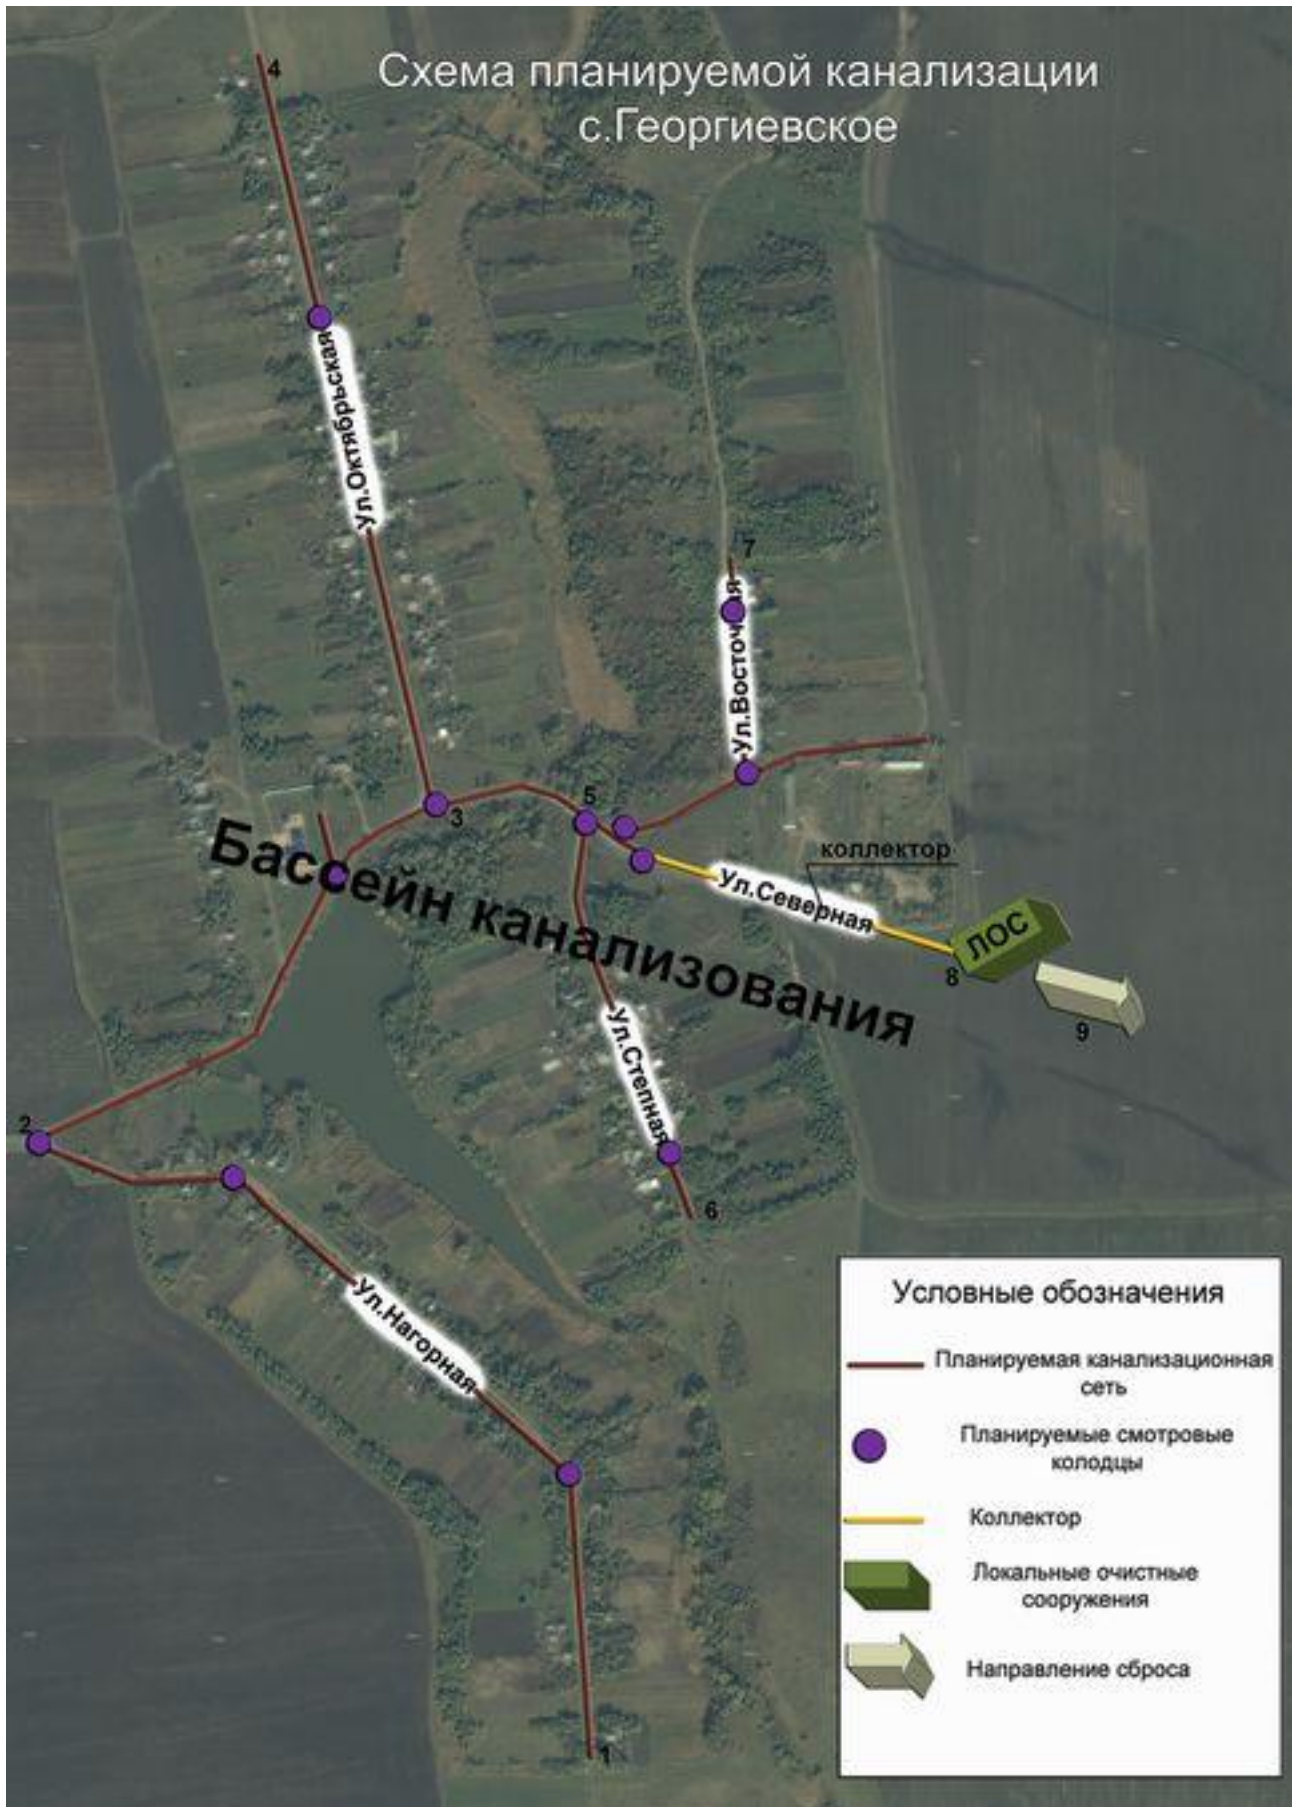 Схема планируемой канализации
с.Георгиевское
4
Ул.Октябрьская
7
Ул.Восточная
3
5
коллектор
Бассейн канализования
Ул.Северная
ЛОС
8
9
Ул.Степная
2
6
Ул.Нагорная
1
Условные обозначения
Планируемая канализационная
сеть
Планируемые смотровые
колодцы
Коллектор
Локальные очистные
сооружения
Направление сброса